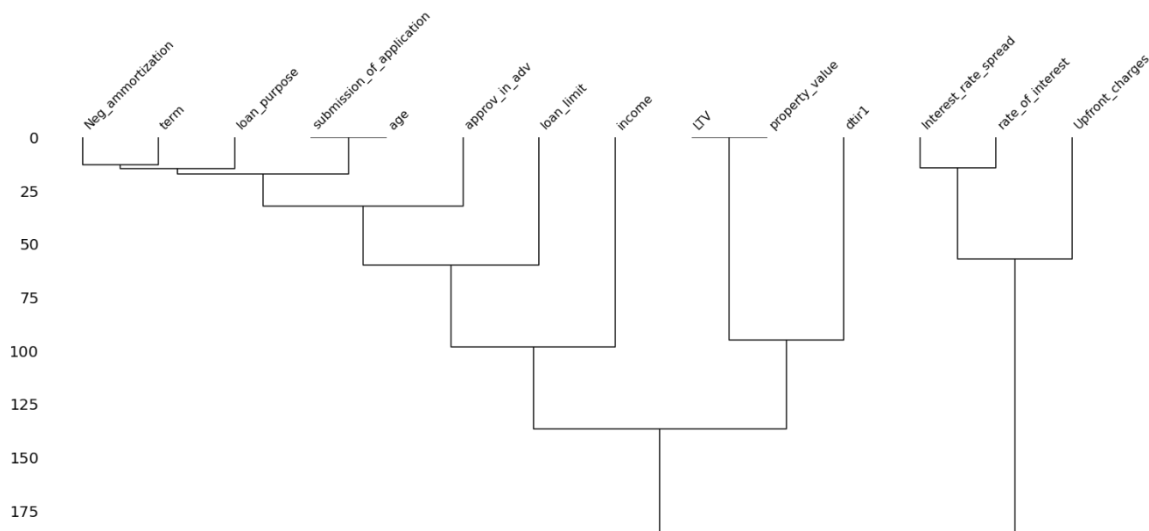 Neg_ammortization
term
loan_purpose
submission_of_application
age
approv_in_adv
loan_limit
income
LTV
property_value
dtir1
Interest_rate_spread
rate_of_interest
Upfront_charges
0
25
50
75
100
125
150
175